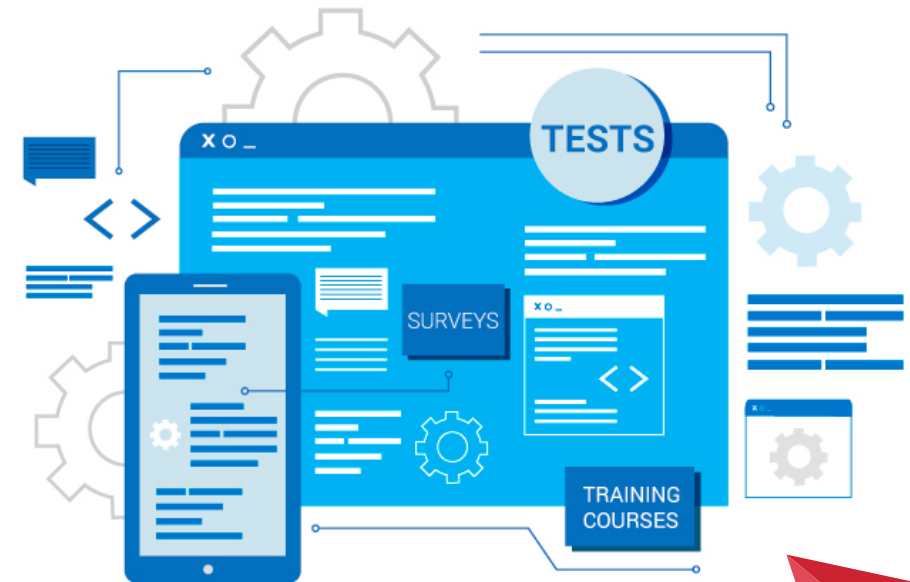 X O _
TESTS
SURVEYS
X O _
X O _
TRAINING
COURSES